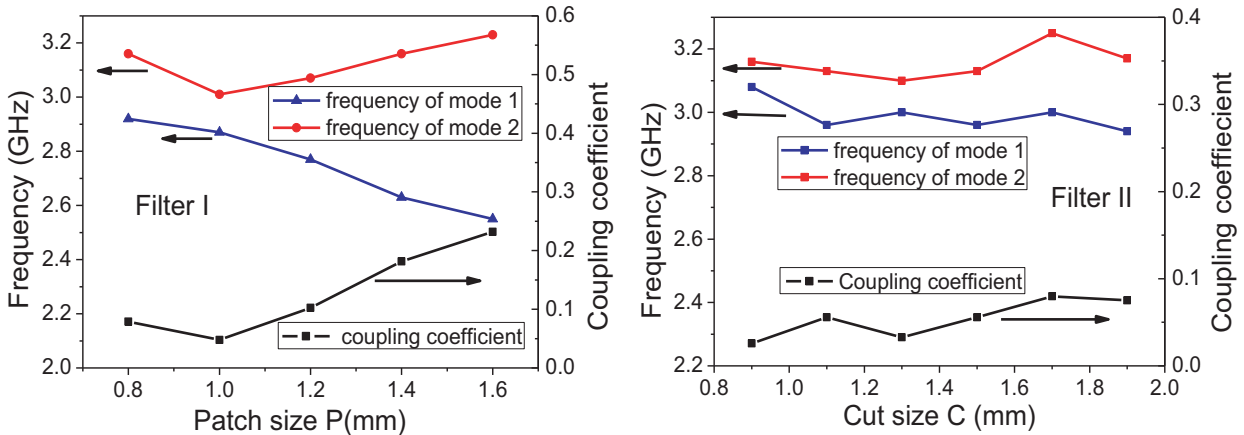 3.2
3.0
2.8
2.6
2.4
2.2
2.0
Frequency (GHz)
0.6
0.5
0.4
0.3
0.2
0.1
0.0
Coupling coefficient
frequency of mode 1
frequency of mode 2
Filter I
coupling coefficient
0.8 1.0 1.2 1.4 1.6
Patch size P(mm)
3.2
3.0
2.8
2.6
2.4
2.2
Frequency (GHz)
0.4
0.3
0.2
0.1
0.0
Coupling coeffiecient
frequency of mode 1
frequency of mode 2
Filter II
Coupling coefficient
0.8 1.0 1.2 1.4 1.6 1.8 2.0
Cut size C (mm)